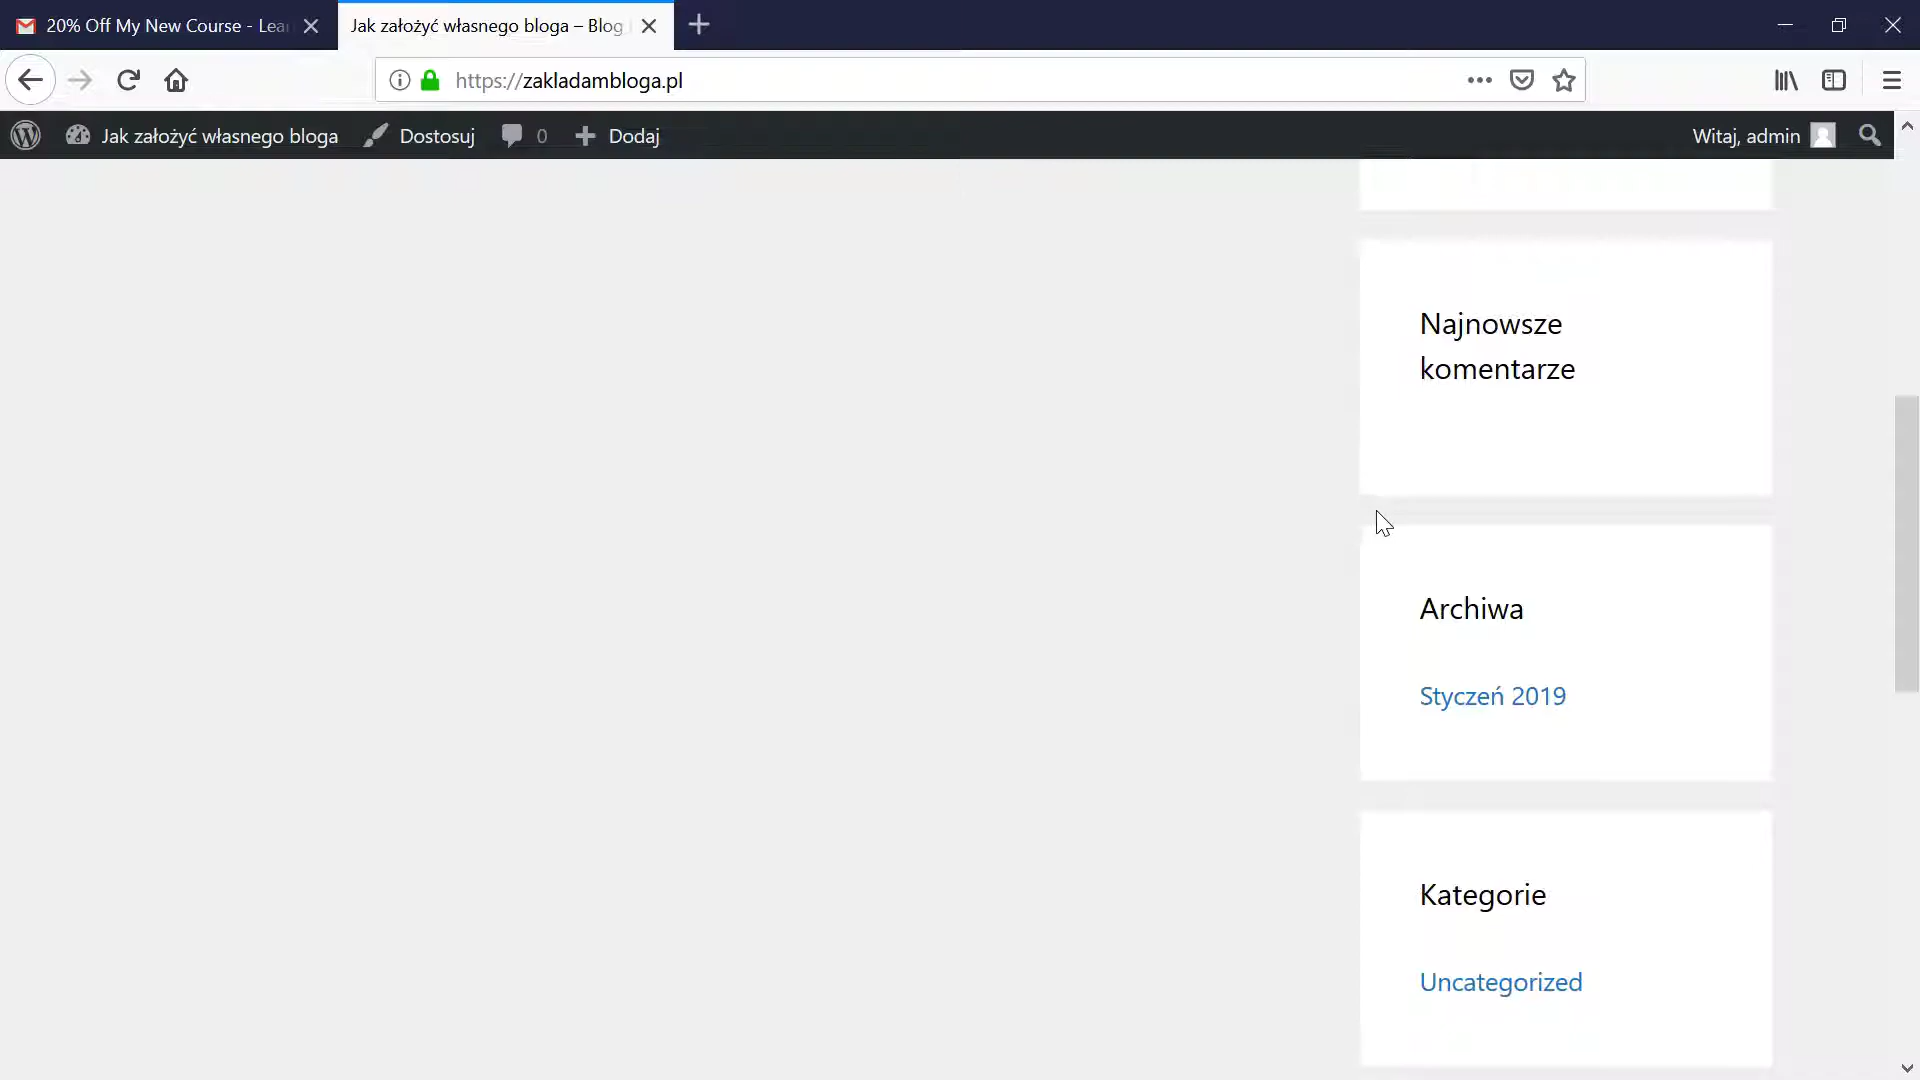 20% Off My New Course - Lea
Jak założyć własnego bloga – Blog
https://zakladambloga.pl
Jak założyć własnego bloga
Dostosuj
0
Dodaj
Witaj, admin
Najnowsze
komentarze
Archiwa
Styczeń 2019
Kategorie
Uncategorized